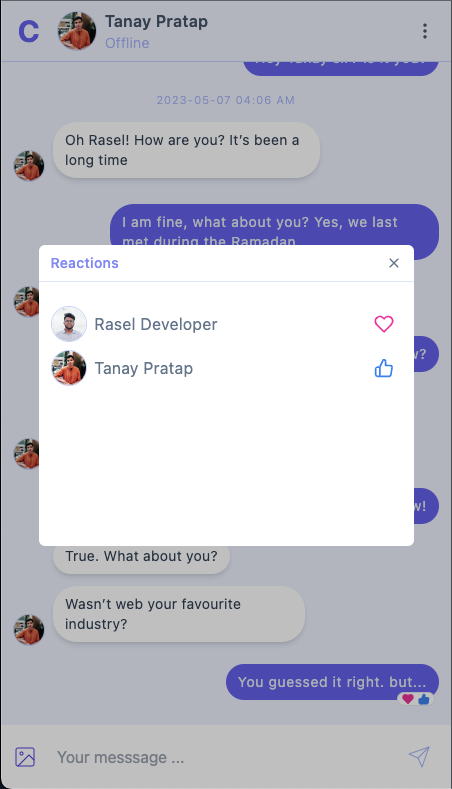 C
Tanay Pratap
Offline
2023-05-07 04:06 AM
Oh Rasel! How are you? It's been a
long time
I am fine, what about you? Yes, we last
met during the Ramadan
Reactions
Rasel Developer
Tanay Pratap
True. What about you?
Wasn't web your favourite
industry?
You guessed it right. but...
Your messsage ...